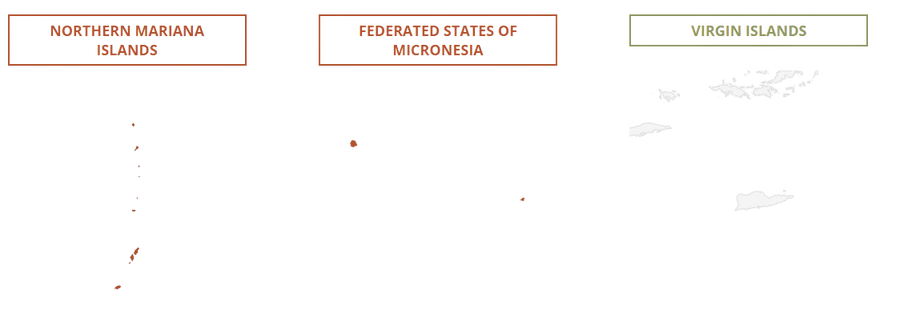 NORTHERN MARIANA
ISLANDS
FEDERATED STATES OF
MICRONESIA
VIRGIN ISLANDS